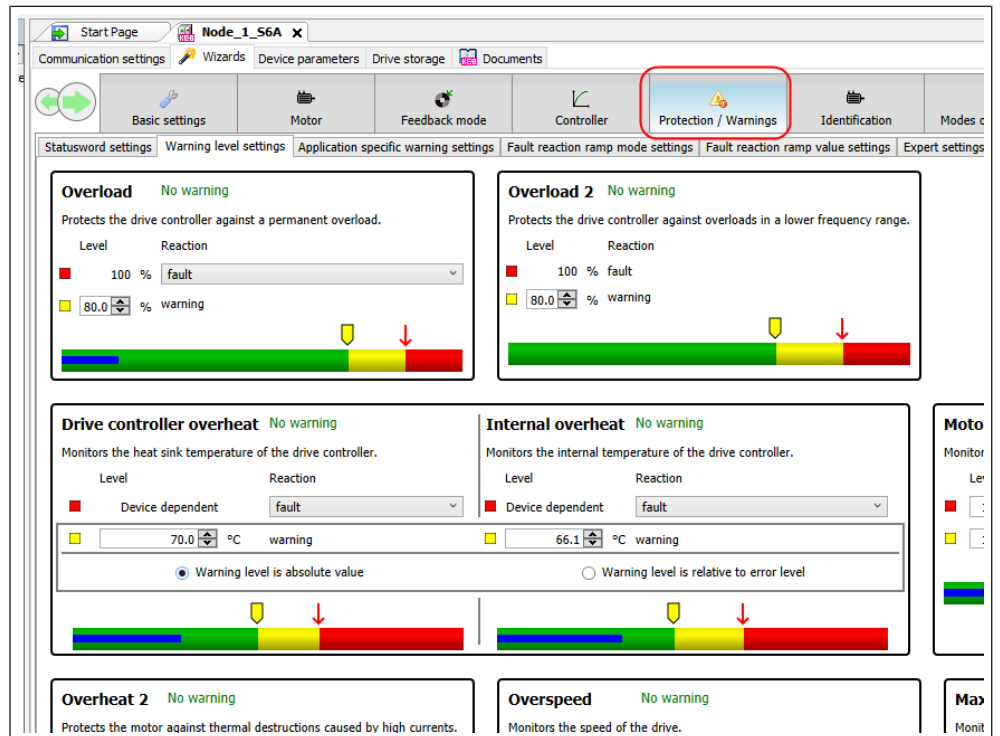 Start Page Node_1_S6A x
Communication settings Wizards Device parameters Drive storage Documents
Basic settings Motor Feedback mode Controller Protection / Warnings Identification Modes
Statusword settings Warning level settings Application specific warning settings Fault reaction ramp mode settings Fault reaction ramp value settings Expert settings
Overload No warning
Protects the drive controller against a permanent overload.
Level Reaction
100 % fault
80.0 % warning
Overload 2 No warning
Protects the drive controller against overloads in a lower frequency range.
Level Reaction
100 % fault
80.0 % warning
Drive controller overheat No warning
Monitors the heat sink temperature of the drive controller.
Level Reaction
Device dependent fault
70.0 °C warning
Internal overheat No warning
Monitors the internal temperature of the drive controller.
Level Reaction
Device dependent fault
66.1 °C warning
Warning level is absolute value Warning level is relative to error level
Moto
Monitor
Le
Overheat 2 No warning
Protects the motor against thermal destructions caused by high currents.
Overspeed No warning
Monitors the speed of the drive.
Max
Monit